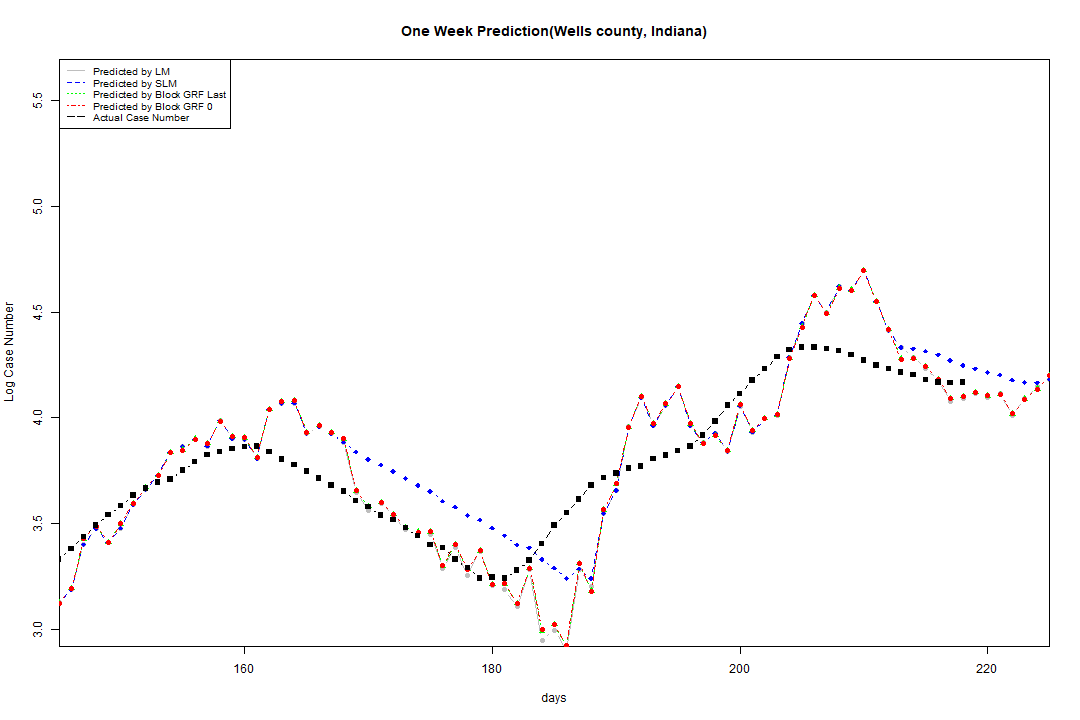 One Week Prediction(Wells county, Indiana)
Predicted by LM
Predicted by SLM
Predicted by Block GRF Last
Predicted by Block GRF 0
Actual Case Number
5.5
5.0
4.5
4.0
3.5
3.0
Log Case Number
160 180 200 220
days